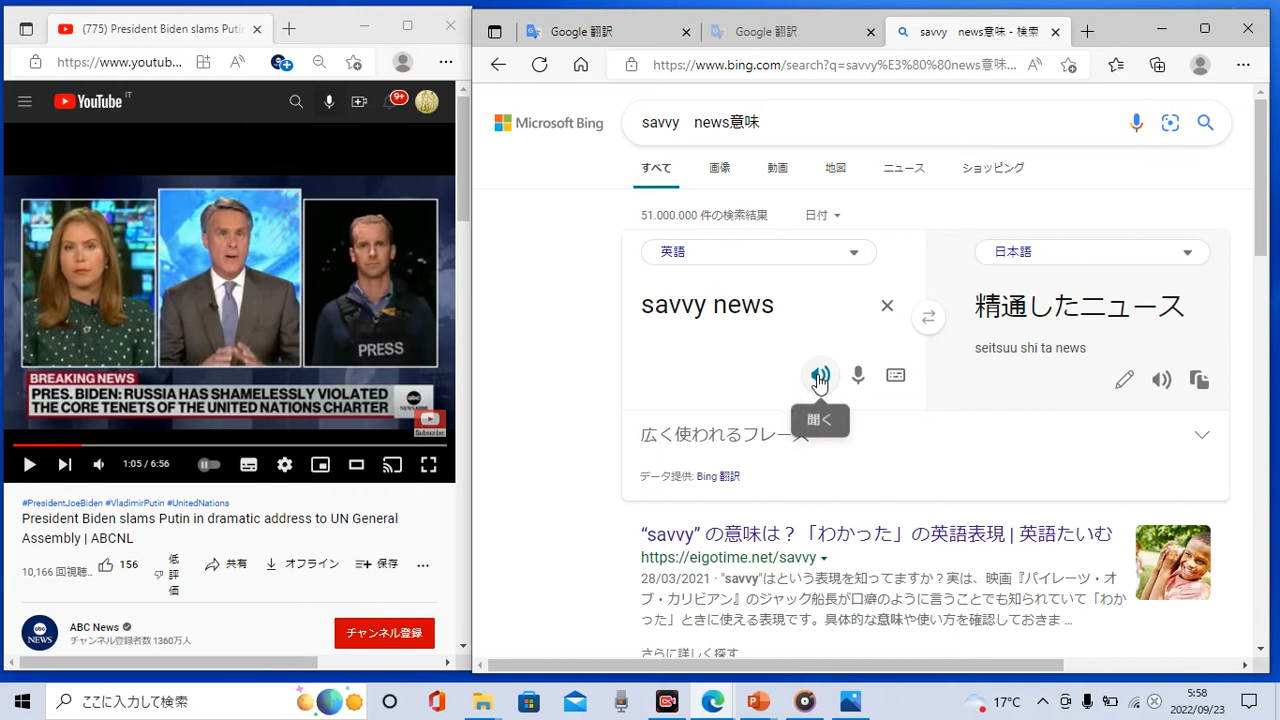 (775) President Biden slams Putin
https://www.youtub...
YouTube IT
9+
PRESS
BREAKING NEWS
PRES. BIDEN: RUSSIA HAS SHAMELESSLY VIOLATED
THE CORE TENETS OF THE UNITED NATIONS CHARTER
abc NEWS
Subscribe
1:05 / 6:56
#PresidentJoeBiden #VladimirPutin #UnitedNations
President Biden slams Putin in dramatic address to UN General
Assembly | ABCNL
10,166 回視聴...
156
低評価
共有
オフライン
保存
abc NEWS
ABC News
チャンネル登録者数 1360万人
チャンネル登録
Google 翻訳
Google 翻訳
savvy news意味 - 検索
https://www.bing.com/search?q=savvy%E3%80%80news意味...
Microsoft Bing
savvy news意味
すべて 画像 動画 地図 ニュース ショッピング
51.000.000 件の検索結果 日付
英語
日本語
savvy news
精通したニュース
seitsuu shi ta news
聞く
広く使われるフレーズ
データ提供: Bing 翻訳
“savvy” の意味は？「わかった」の英語表現 | 英語たいむ
https://eigotime.net/savvy
28/03/2021 · "savvy"はという表現を知ってますか？実は、映画『パイレーツ・オ
ブ・カリビアン』のジャック船長が口癖のように言うことでも知られていて「わか
った」ときに使える表現です。具体的な意味や使い方を確認しておきま ...
さらに詳しく探す
ここに入力して検索
17℃
5:58
2022/09/23